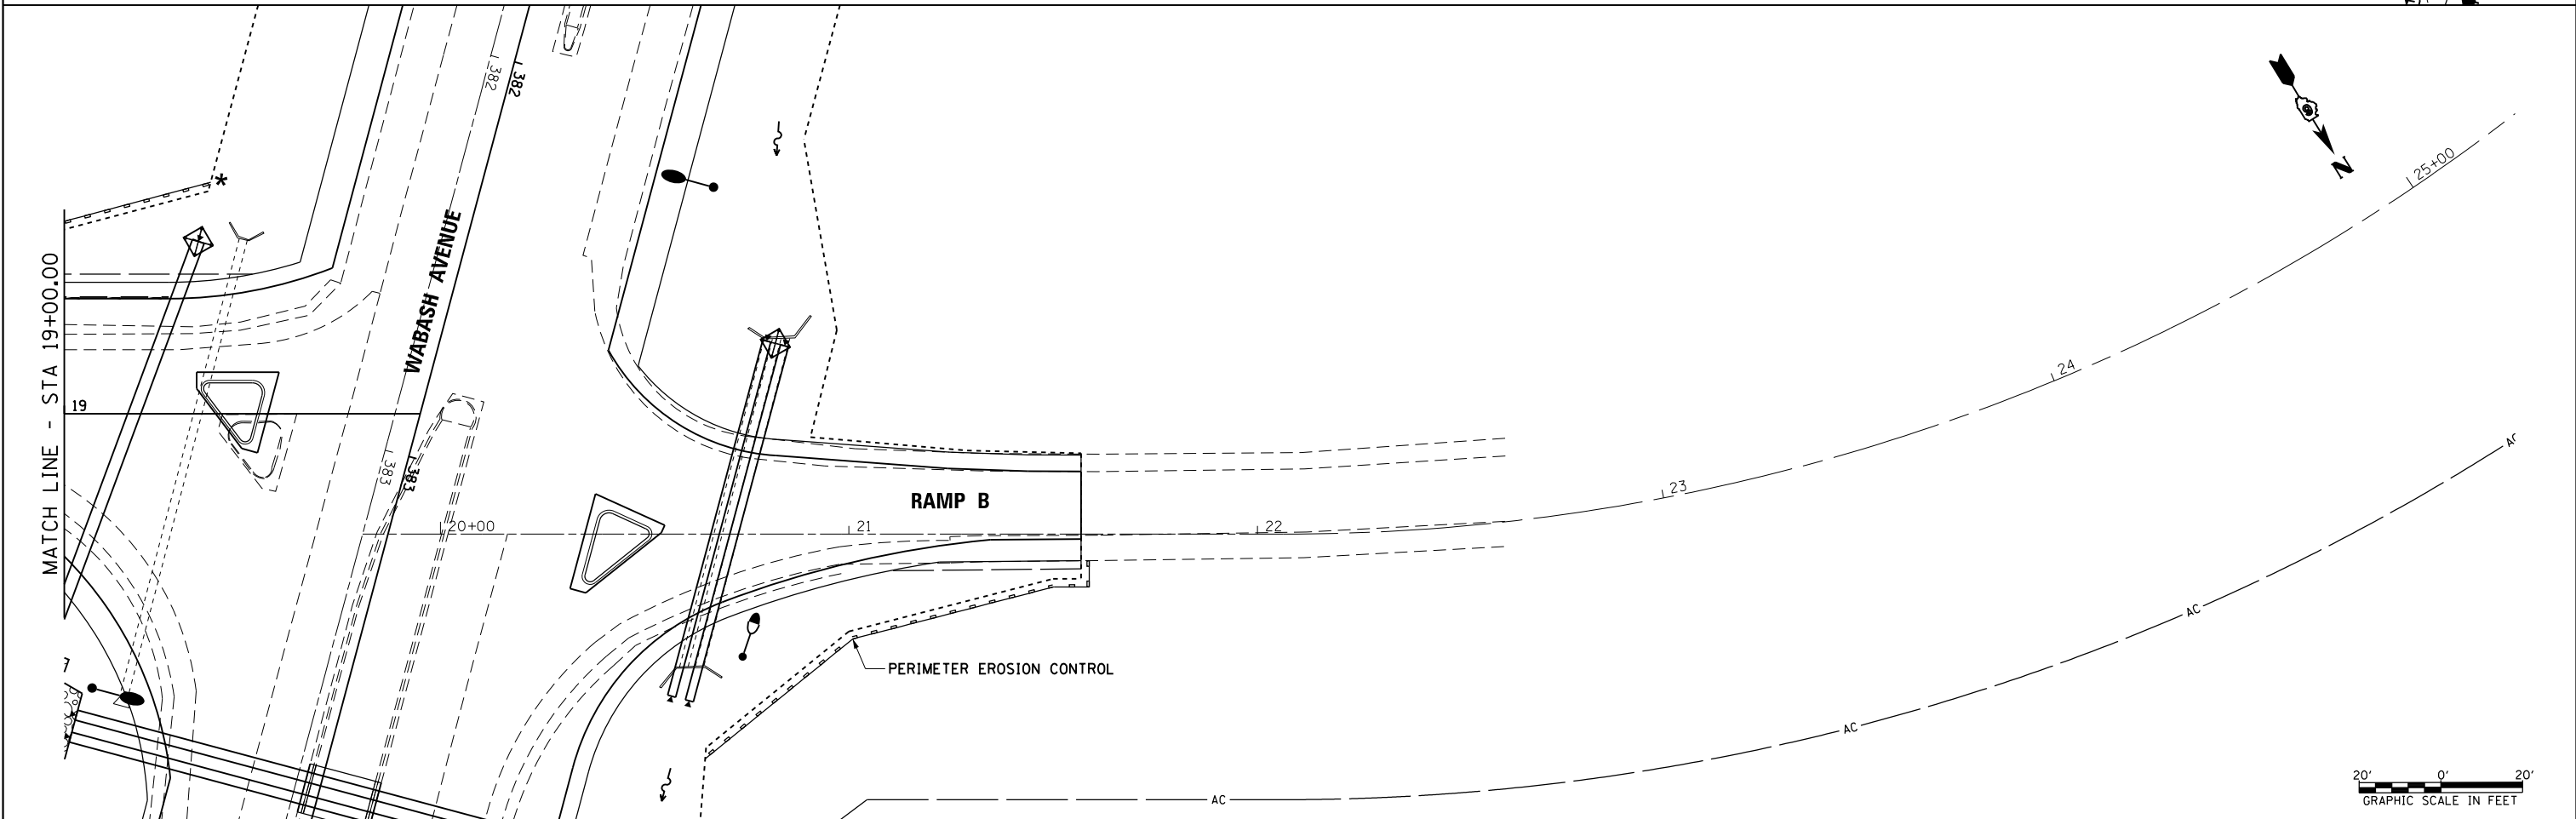 382
382
N
25+00
WABASH AVENUE
MATCH LINE - STA 19+00.00
24
19
AC
383
383
23
RAMP B
20+00
21
22
AC
PERIMETER EROSION CONTROL
AC
AC
20' 0' 20'
GRAPHIC SCALE IN FEET